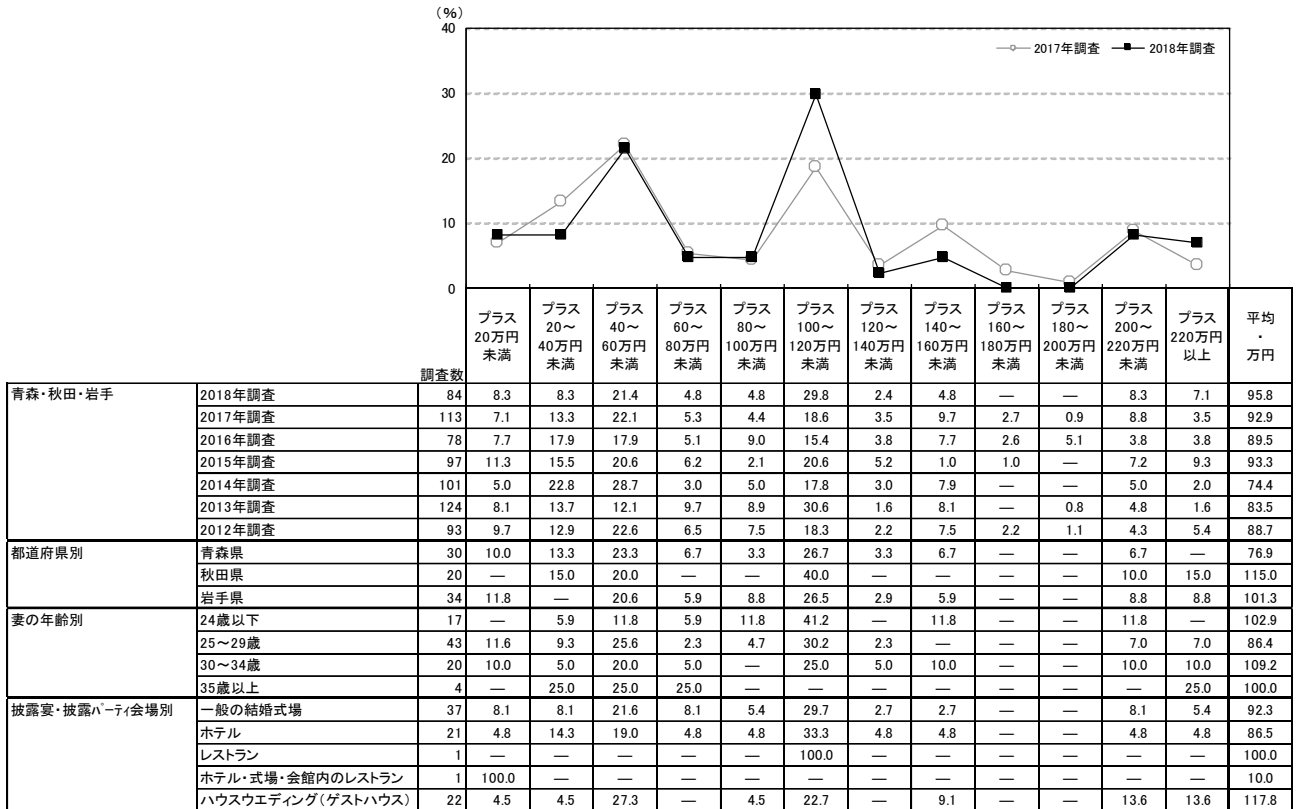 (%)
40
30
20
10
0
2017年調査 2018年調査
調査数 プラス20万円未満 プラス20～40万円未満 プラス40～60万円未満 プラス60～80万円未満 プラス80～100万円未満 プラス100～120万円未満 プラス120～140万円未満 プラス140～160万円未満 プラス160～180万円未満 プラス180～200万円未満 プラス200～220万円未満 プラス220万円以上 平均・万円
青森・秋田・岩手 2018年調査 84 8.3 8.3 21.4 4.8 4.8 29.8 2.4 4.8 — — 8.3 7.1 95.8
2017年調査 113 7.1 13.3 22.1 5.3 4.4 18.6 3.5 9.7 2.7 0.9 8.8 3.5 92.9
2016年調査 78 7.7 17.9 17.9 5.1 9.0 15.4 3.8 7.7 2.6 5.1 3.8 3.8 89.5
2015年調査 97 11.3 15.5 20.6 6.2 2.1 20.6 5.2 1.0 1.0 — 7.2 9.3 93.3
2014年調査 101 5.0 22.8 28.7 3.0 5.0 17.8 3.0 7.9 — — 5.0 2.0 74.4
2013年調査 124 8.1 13.7 12.1 9.7 8.9 30.6 1.6 8.1 — 0.8 4.8 1.6 83.5
2012年調査 93 9.7 12.9 22.6 6.5 7.5 18.3 2.2 7.5 2.2 1.1 4.3 5.4 88.7
都道府県別 青森県 30 10.0 13.3 23.3 6.7 3.3 26.7 3.3 6.7 — — 6.7 — 76.9
秋田県 20 — 15.0 20.0 — — 40.0 — — — — 10.0 15.0 115.0
岩手県 34 11.8 — 20.6 5.9 8.8 26.5 2.9 5.9 — — 8.8 8.8 101.3
妻の年齢別 24歳以下 17 — 5.9 11.8 5.9 11.8 41.2 — 11.8 — — 11.8 — 102.9
25～29歳 43 11.6 9.3 25.6 2.3 4.7 30.2 2.3 — — — 7.0 7.0 86.4
30～34歳 20 10.0 5.0 20.0 5.0 — 25.0 5.0 10.0 — — 10.0 10.0 109.2
35歳以上 4 — 25.0 25.0 25.0 — — — — — — — 25.0 100.0
披露宴・披露パーティ会場別 一般の結婚式場 37 8.1 8.1 21.6 8.1 5.4 29.7 2.7 2.7 — — 8.1 5.4 92.3
ホテル 21 4.8 14.3 19.0 4.8 4.8 33.3 4.8 4.8 — — 4.8 4.8 86.5
レストラン 1 — — — — — 100.0 — — — — — — 100.0
ホテル・式場・会館内のレストラン 1 100.0 — — — — — — — — — — — 10.0
ハウスウエディング(ゲストハウス) 22 4.5 4.5 27.3 — 4.5 22.7 — 9.1 — — 13.6 13.6 117.8